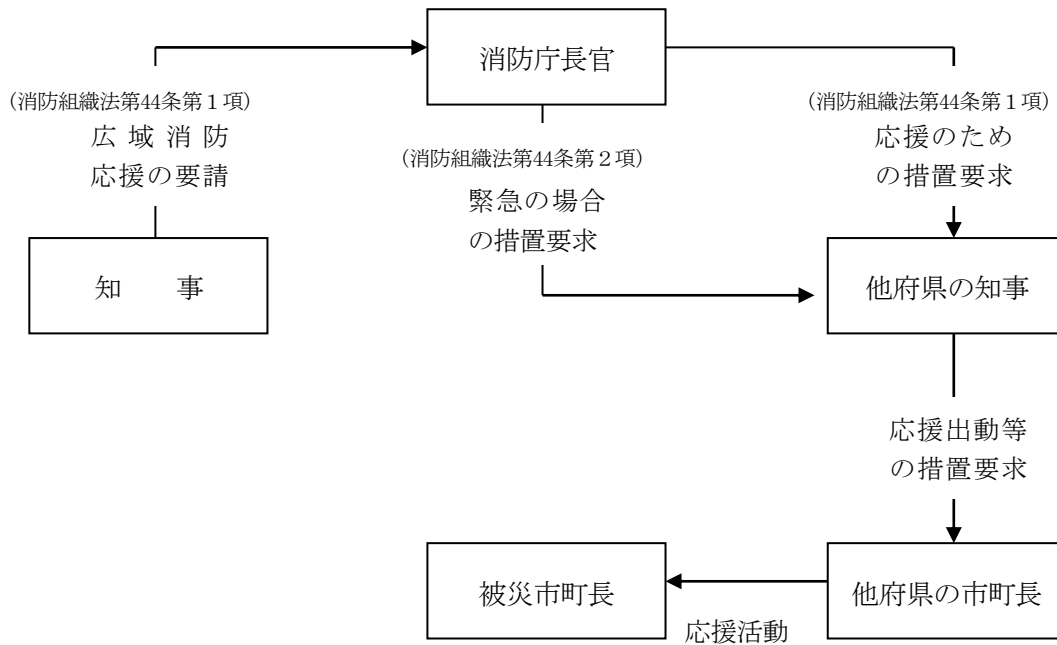 消防庁長官
(消防組織法第44条第１項)
広 域 消 防
応援の要請
(消防組織法第44条第２項)
緊急の場合
の措置要求
(消防組織法第44条第１項)
応援のため
の措置要求
知　　事
他府県の知事
応援出動等
の措置要求
被災市町長
応援活動
他府県の市町長